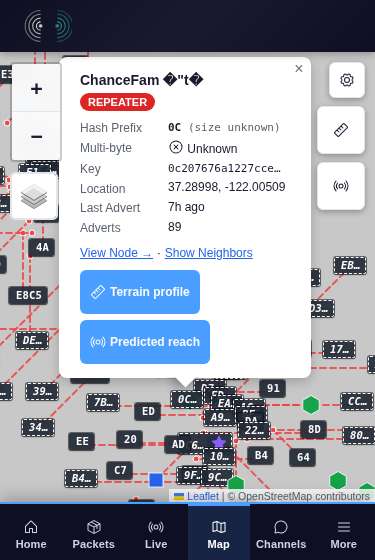 +
−
ChanceFam �"t�
×
REPEATER
Hash Prefix 0C (size unknown)
Multi-byte Unknown
Key 0c207676a1227cce…
Location 37.28998, -122.00509
Last Advert 7h ago
Adverts 89
View Node → · Show Neighbors
Terrain profile
Predicted reach
4A
EB…
E8C5
DE…
17…
39…
91
7B…
0C…
CC…
ED
A9…
34…
22…
8D
80…
EE
20
AD
6…
10…
B4
64
C7
B4…
9F…
9C…
Leaflet | © OpenStreetMap contributors
Home
Packets
Live
Map
Channels
More